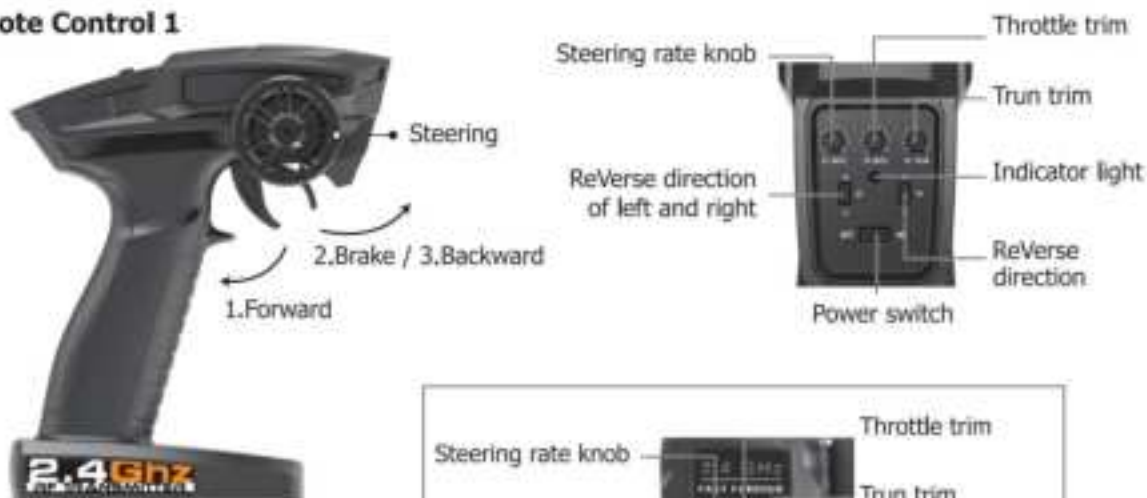 ote Control 1
Steering
2.Brake / 3.Backward
1.Forward
2.4Ghz
Steering rate knob
Throttle trim
Trun trim
Indicator light
ReVerse direction
of left and right
ReVerse
direction
Power switch
Throttle trim
Steering rate knob
Trun trim